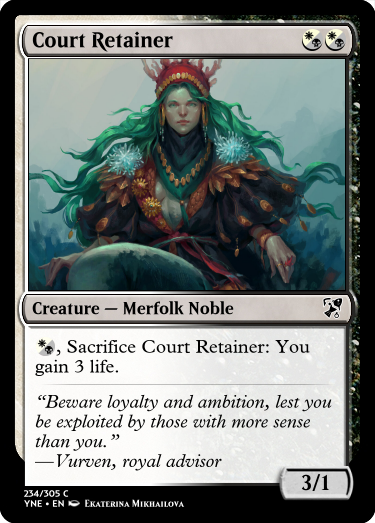 Court Retainer
Creature — Merfolk Noble
, Sacrifice Court Retainer: You
gain 3 life.
“Beware loyalty and ambition, lest you
be exploited by those with more sense
than you.”
—Vurven, royal advisor
3/1
234/305 C
YNE • EN Ekaterina Mikhailova